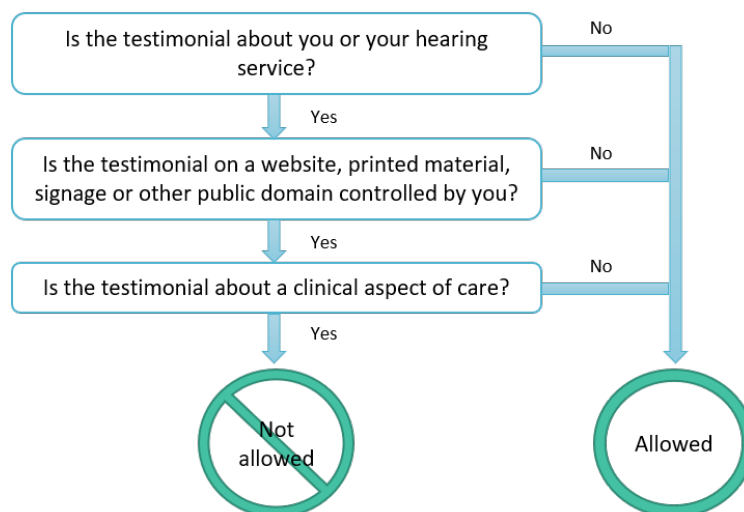 Is the testimonial about you or your hearing
service?
No
Yes
Is the testimonial on a website, printed material,
signage or other public domain controlled by you?
No
Yes
Is the testimonial about a clinical aspect of care?
No
Yes
Not
allowed
Allowed